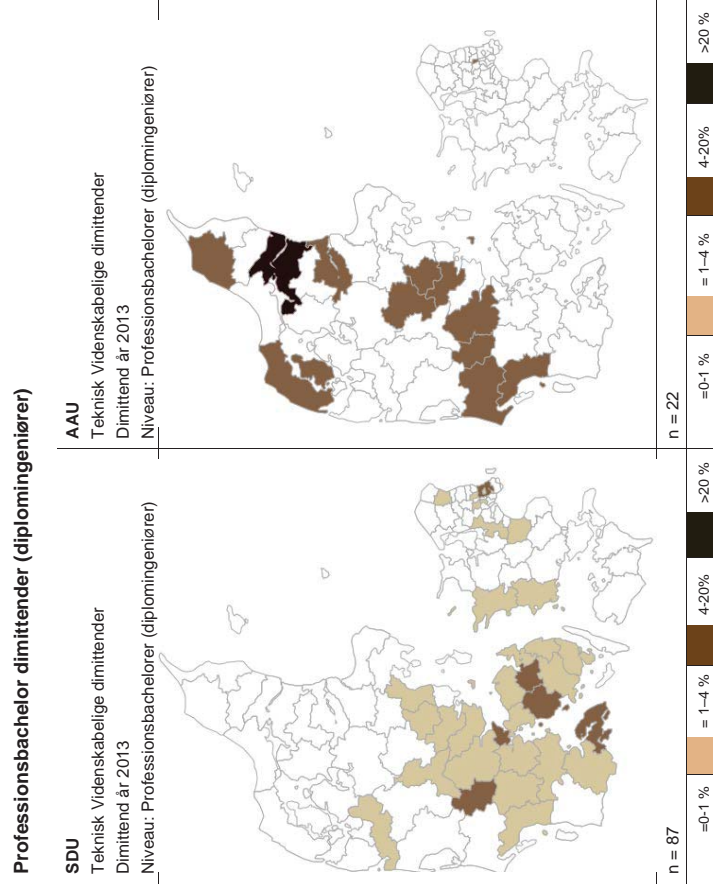 Professionsbachelor dimittender (diplomingeniører)
SDU
Teknisk Videnskabelige dimittender
Dimittend år 2013
Niveau: Professionsbachelorer (diplomingeniører)
n = 87
=0-1 %
= 1–4 %
4-20%
>20 %
AAU
Teknisk Videnskabelige dimittender
Dimittend år 2013
Niveau: Professionsbachelorer (diplomingeniører)
n = 22
=0-1 %
= 1–4 %
4-20%
>20 %